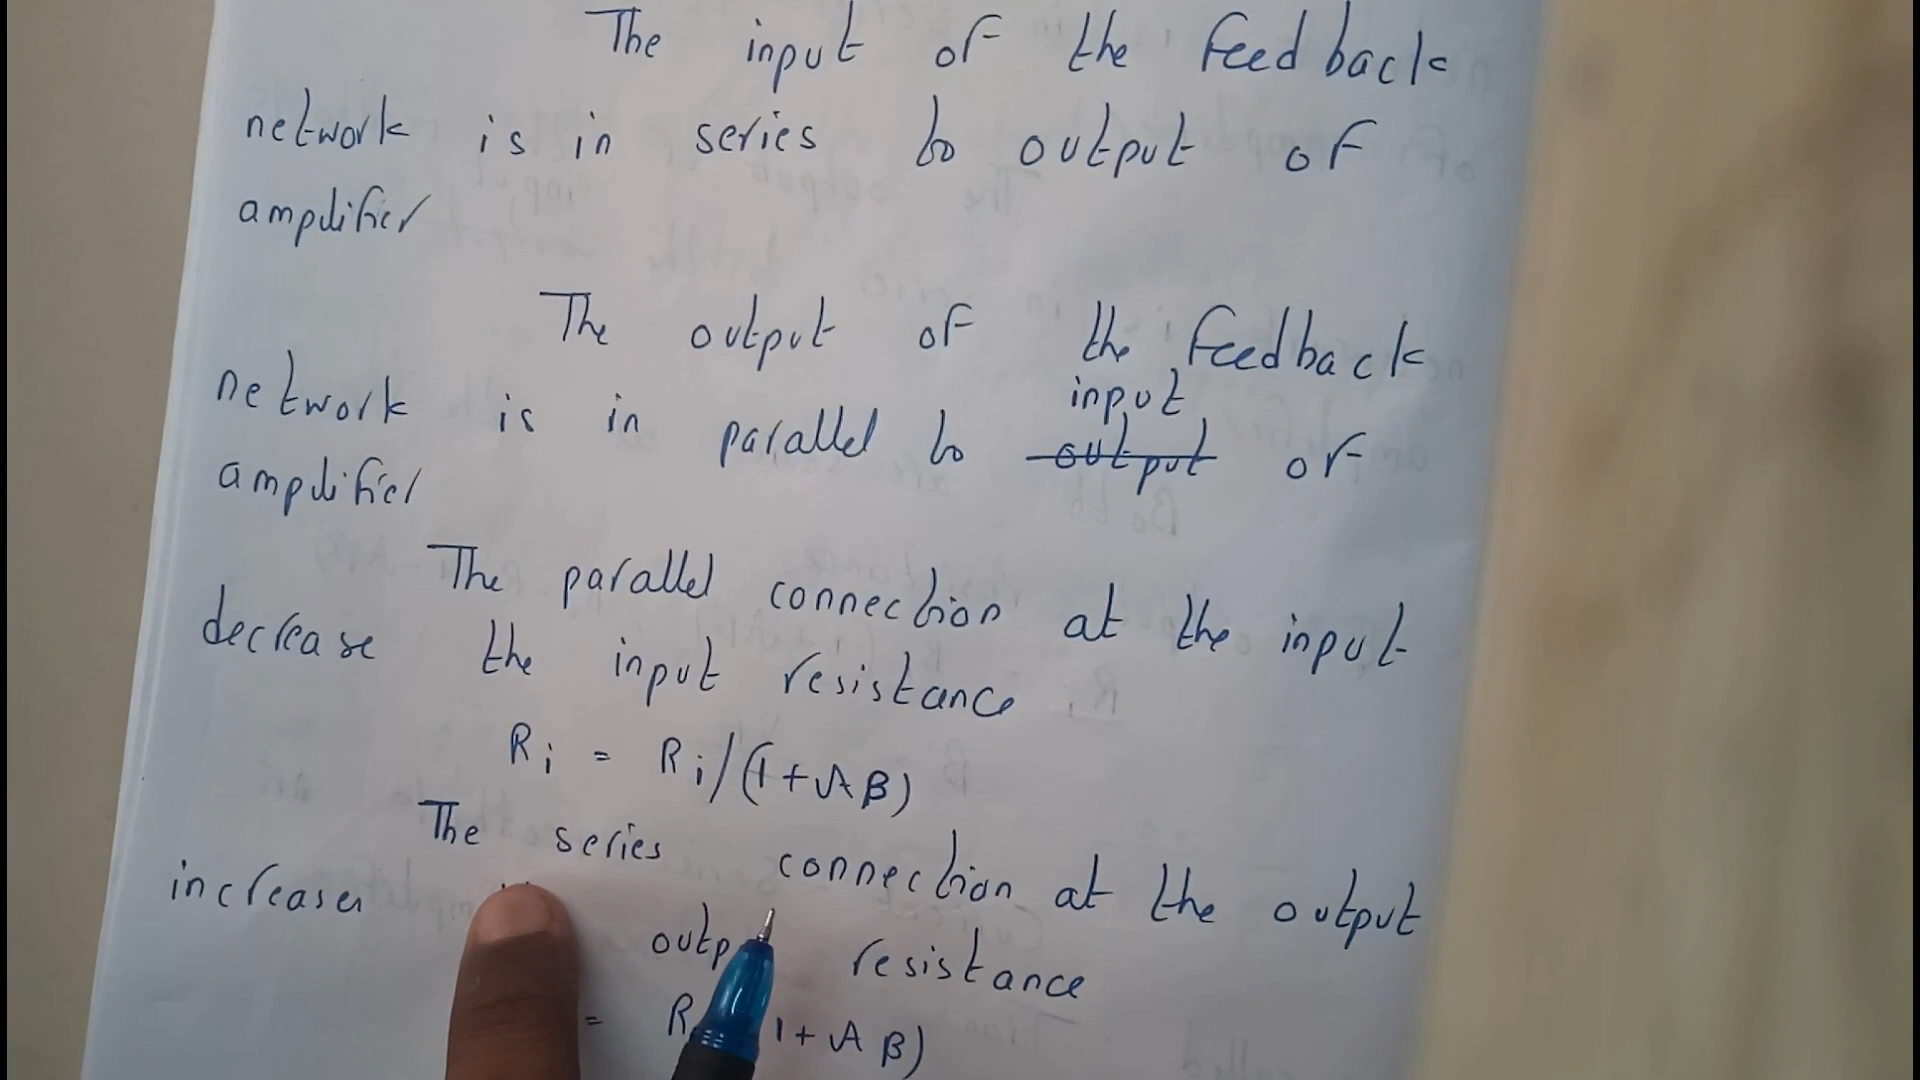 The input of the feedback
network is in series to output of
amplifier
The output of the feedback
input
network is in parallel to output of
amplifier
The parallel connection at the input
decrease the input resistance
Ri = Ri/(1+AB)
The series connection at the output
increases resistance
= 1+AB)